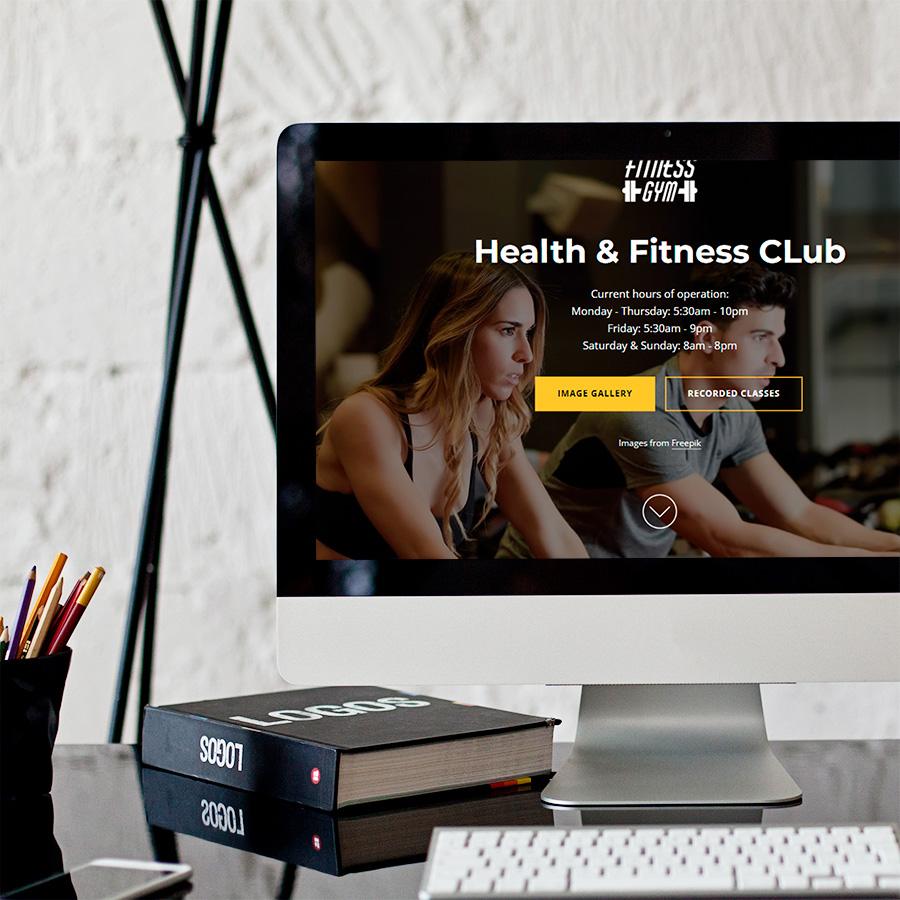 FITNESS
GYM
Health & Fitness CLub
Current hours of operation:
Monday - Thursday: 5:30am - 10pm
Friday: 5:30am - 9pm
Saturday & Sunday: 8am - 8pm
IMAGE GALLERY
RECORDED CLASSES
Images from Freepik
LOGOS
LOGOS